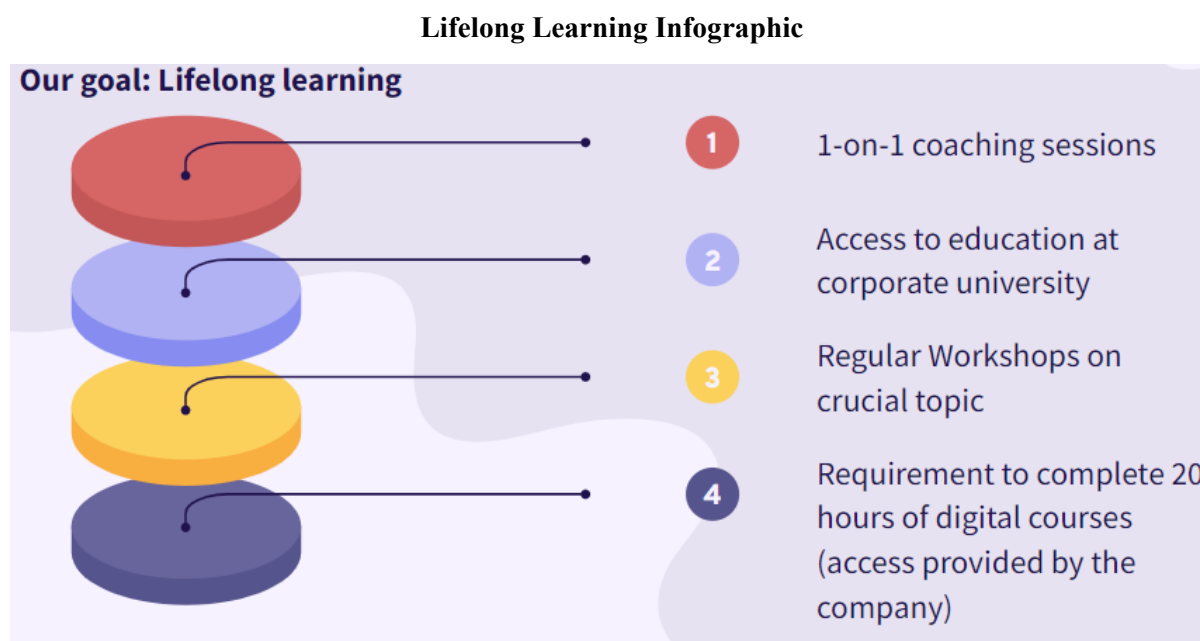 Lifelong Learning Infographic
Our goal: Lifelong learning
1
1-on-1 coaching sessions
2
Access to education at
corporate university
3
Regular Workshops on
crucial topic
4
Requirement to complete 20
hours of digital courses
(access provided by the
company)